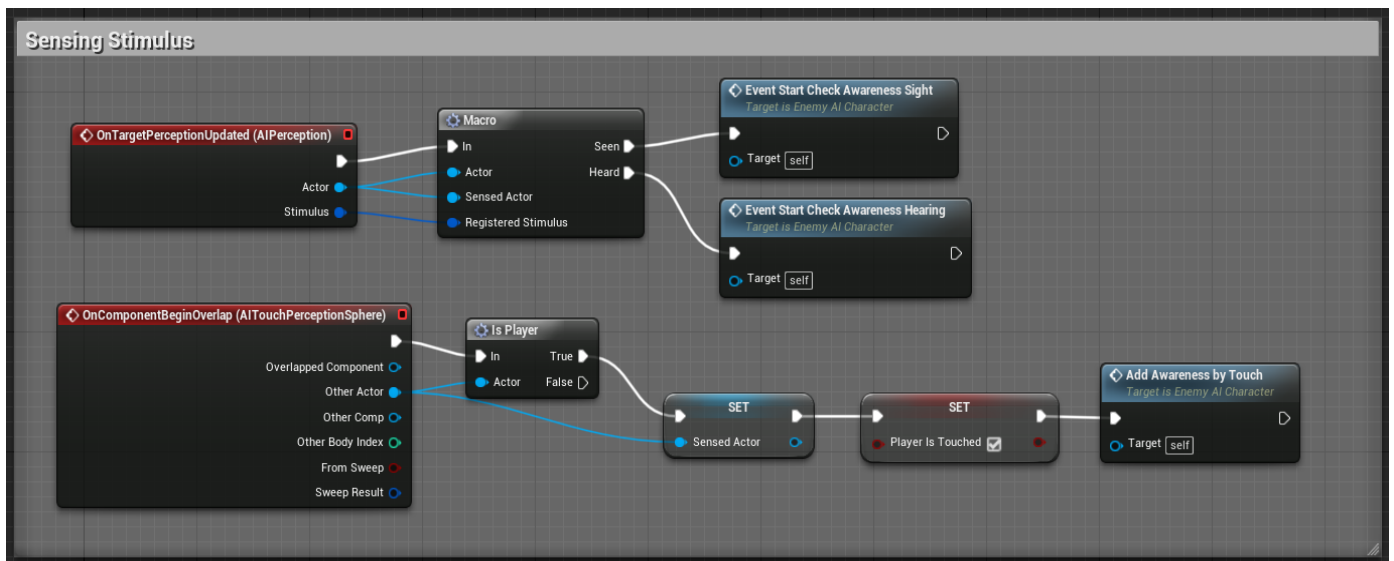 Sensing Stimulus
OnTargetPerceptionUpdated (AIPerception)
Actor
Stimulus
Macro
In
Seen
Actor
Heard
Sensed Actor
Registered Stimulus
Event Start Check Awareness Sight
Target is Enemy AI Character
Target self
Event Start Check Awareness Hearing
Target is Enemy AI Character
Target self
OnComponentBeginOverlap (AITouchPerceptionSphere)
Overlapped Component
Other Actor
Other Comp
Other Body Index
From Sweep
Sweep Result
Is Player
In
True
Actor
False
SET
Sensed Actor
SET
Player Is Touched
Add Awareness by Touch
Target is Enemy AI Character
Target self